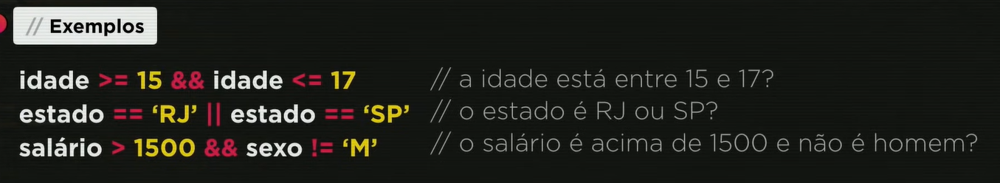 // Exemplos
idade >= 15 && idade <= 17 // a idade está entre 15 e 17?
estado == ‘RJ’ || estado == ‘SP’ // o estado é RJ ou SP?
salário > 1500 && sexo != ‘M’ // o salário é acima de 1500 e não é homem?